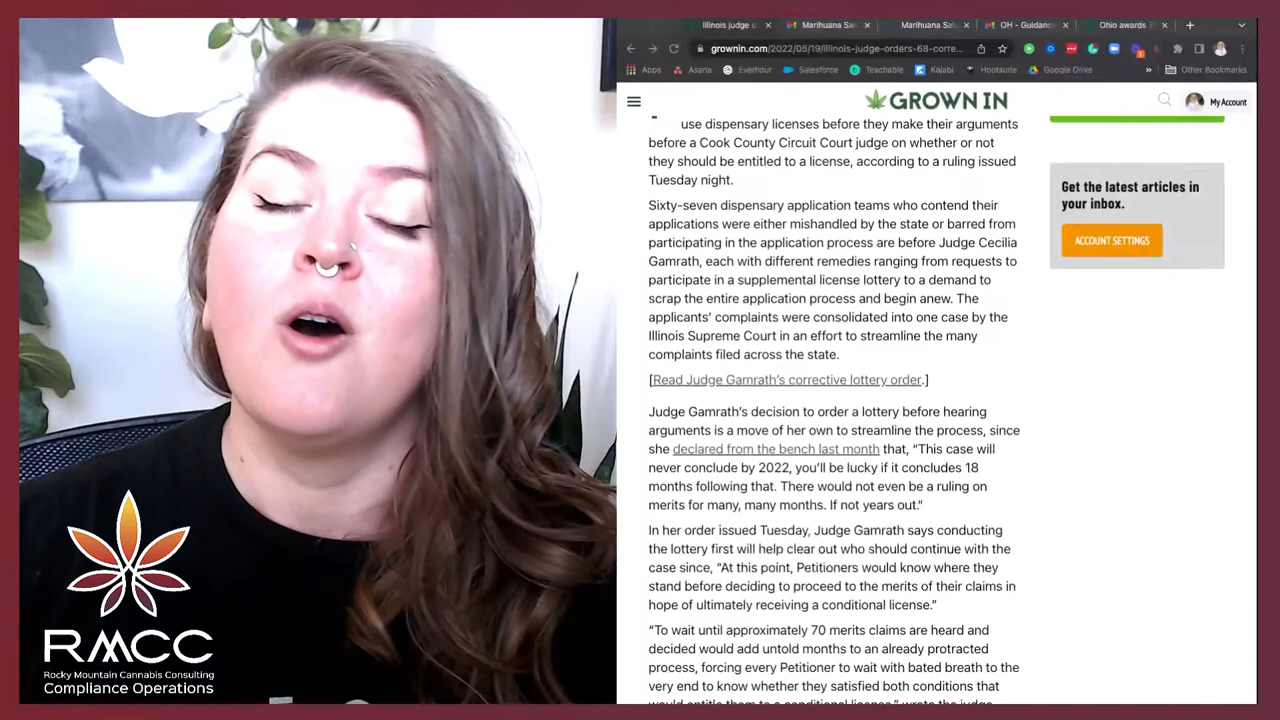 Illinois judge o
Marihuana Sal
Marihuana Sal
OH - Guidanc
Ohio awards
grownin.com/2022/05/19/illinois-judge-orders-68-corre...
Apps
Asana
Everhour
Salesforce
Teachable
Kajabi
Hootsuite
Google Drive
»
Other Bookmarks
GROWN IN
My Account
use dispensary licenses before they make their arguments
before a Cook County Circuit Court judge on whether or not
they should be entitled to a license, according to a ruling issued
Tuesday night.
Sixty-seven dispensary application teams who contend their
applications were either mishandled by the state or barred from
participating in the application process are before Judge Cecilia
Gamrath, each with different remedies ranging from requests to
participate in a supplemental license lottery to a demand to
scrap the entire application process and begin anew. The
applicants’ complaints were consolidated into one case by the
Illinois Supreme Court in an effort to streamline the many
complaints filed across the state.
[Read Judge Gamrath’s corrective lottery order.]
Judge Gamrath’s decision to order a lottery before hearing
arguments is a move of her own to streamline the process, since
she declared from the bench last month that, “This case will
never conclude by 2022, you’ll be lucky if it concludes 18
months following that. There would not even be a ruling on
merits for many, many months. If not years out.“
In her order issued Tuesday, Judge Gamrath says conducting
the lottery first will help clear out who should continue with the
case since, “At this point, Petitioners would know where they
stand before deciding to proceed to the merits of their claims in
hope of ultimately receiving a conditional license.”
“To wait until approximately 70 merits claims are heard and
decided would add untold months to an already protracted
process, forcing every Petitioner to wait with bated breath to the
very end to know whether they satisfied both conditions that
would entitle them to a conditional license,” wrote the judge
Get the latest articles in
your inbox.
ACCOUNT SETTINGS
RMCC
Rocky Mountain Cannabis Consulting
Compliance Operations